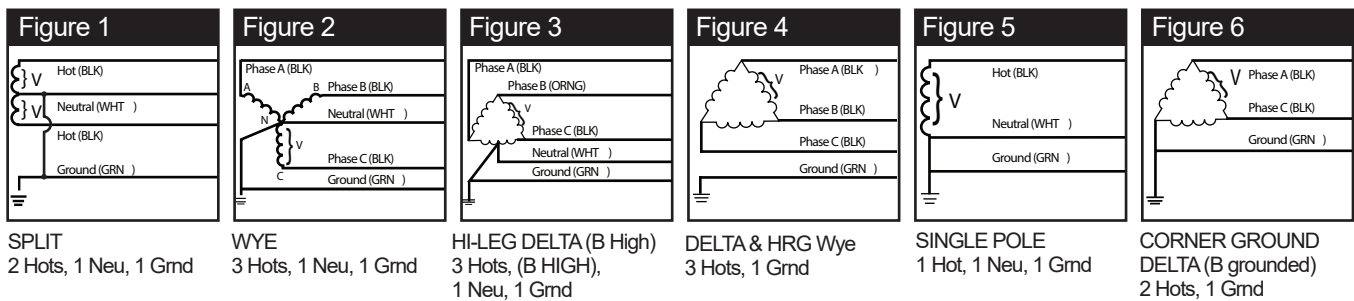 Figure 1
Hot (BLK)
V
Neutral (WHT )
V
Hot (BLK)
Ground (GRN )
SPLIT
2 Hots, 1 Neu, 1 Grnd
Figure 2
Phase A (BLK)
A
B
Phase B (BLK)
N
Neutral (WHT )
V
Phase C (BLK)
C
Ground (GRN )
WYE
3 Hots, 1 Neu, 1 Grnd
Figure 3
Phase A (BLK)
Phase B (ORNG)
V
Phase C (BLK)
Neutral (WHT )
Ground (GRN )
HI-LEG DELTA (B High)
3 Hots, (B HIGH),
1 Neu, 1 Grnd
Figure 4
Phase A (BLK )
V
Phase B (BLK)
Phase C (BLK)
Ground (GRN )
DELTA & HRG Wye
3 Hots, 1 Grnd
Figure 5
Hot (BLK)
V
Neutral (WHT )
Ground (GRN )
SINGLE POLE
1 Hot, 1 Neu, 1 Grnd
Figure 6
V Phase A (BLK)
Phase C (BLK)
Ground (GRN )
CORNER GROUND
DELTA (B grounded)
2 Hots, 1 Grnd